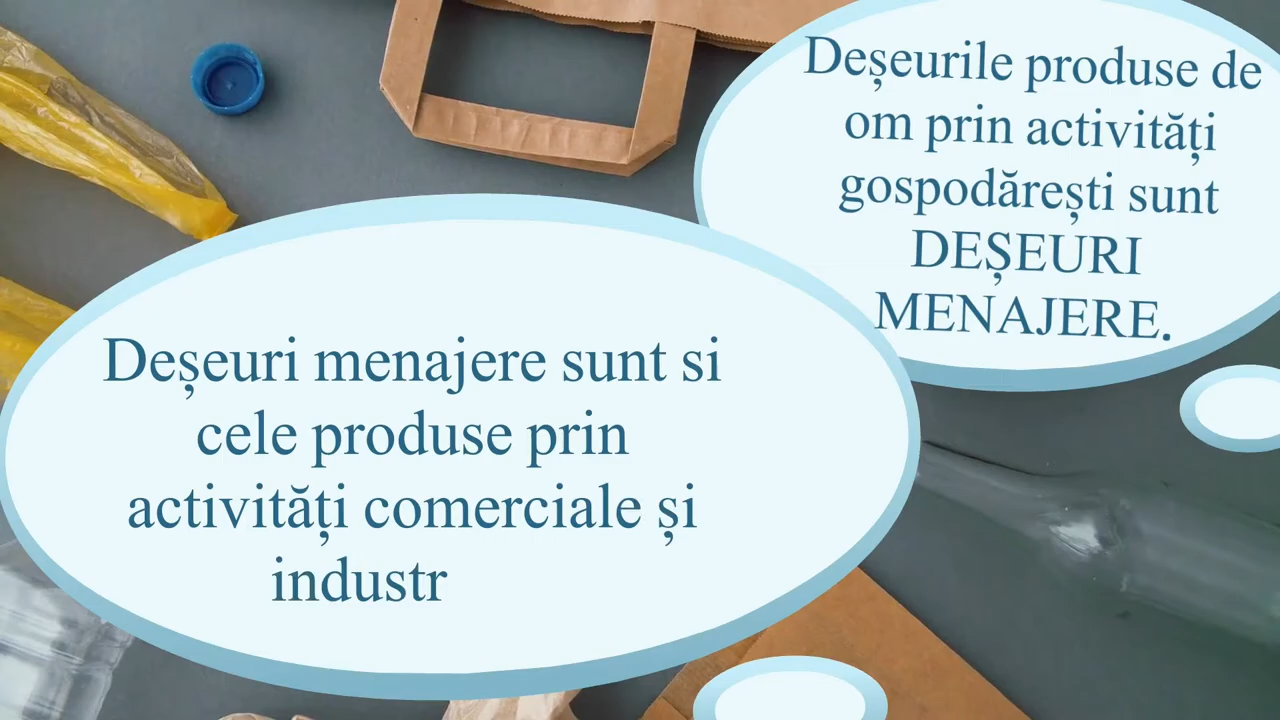 Deșeurile produse de
om prin activități
gospodărești sunt
DEȘEURI
MENAJERE.
Deșeuri menajere sunt si
cele produse prin
activități comerciale și
industr